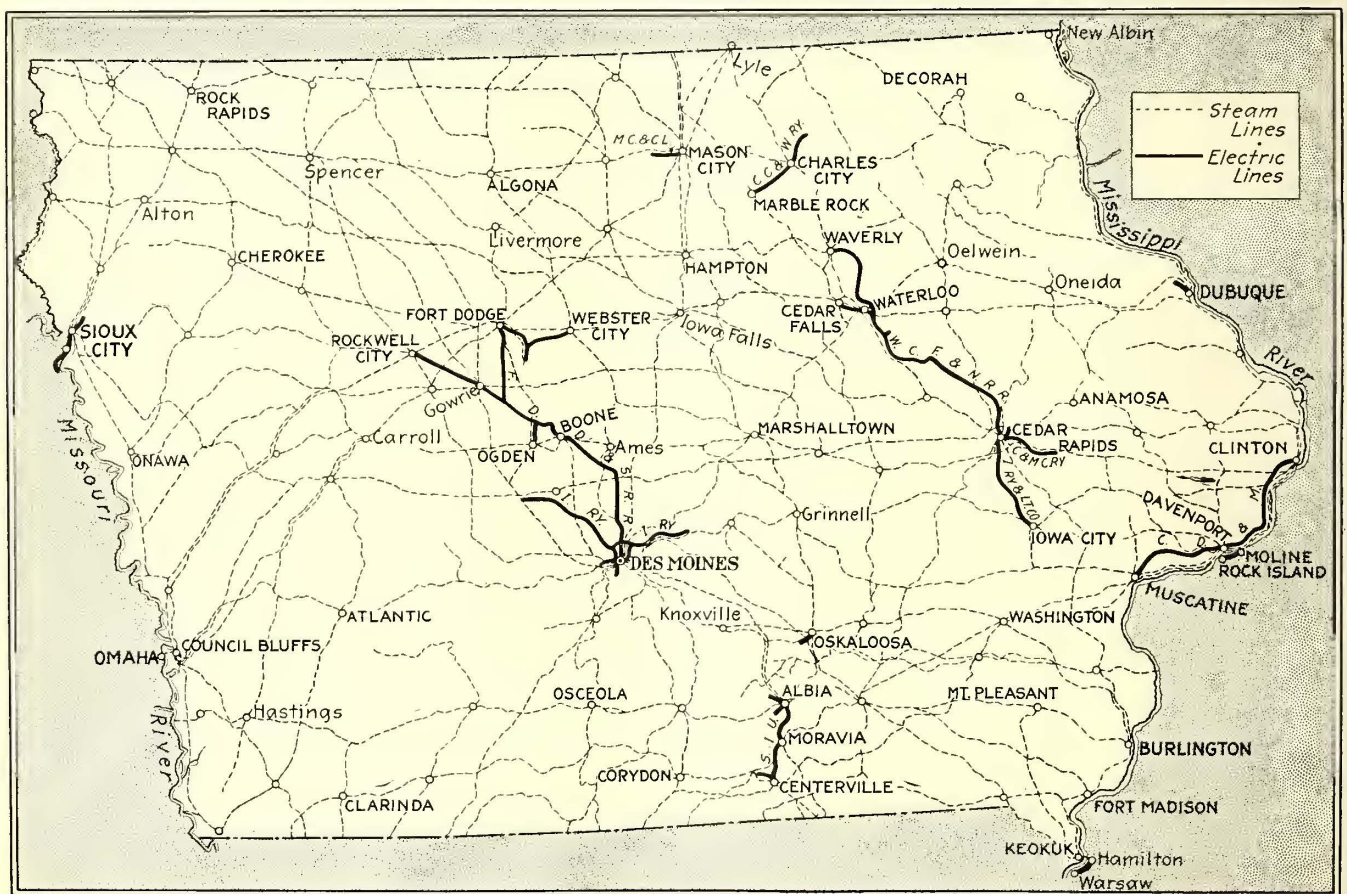 New Albin
Lyle
DECORAH
Steam
Lines
Electric
Lines
ROCK
RAPIDS
M C & C L
MASON
CITY
C C & W RY.
CHARLES
CITY
Spencer
ALGONA
MARBLE ROCK
Mississippi
River
Alton
Livermore
WAVERLY
CHEROKEE
HAMPTON
Oelwein
Oneida
DUBUQUE
FORT DODGE
WEBSTER
CITY
Iowa Falls
CEDAR
FALLS
WATERLOO
SIOUX
CITY
ROCKWELL
CITY
W. C. F. & N. R. R.
Gowrie
F. D. D. M. & S. R. R.
ANAMOSA
BOONE
Carroll
OGDEN
Ames
MARSHALLTOWN
CEDAR
RAPIDS
C. R. & M C RY
CLINTON
Missouri
River
ONAWA
I. RY
I. RY
RY & LT. CO
Grinnell
IOWA CITY
DAVENPORT
C. D. & M.
DES MOINES
MOLINE
ROCK ISLAND
MUSCATINE
ATLANTIC
Knoxville
WASHINGTON
OMAHA
COUNCIL BLUFFS
OSKALOOSA
Hastings
OSCEOLA
ALBIA
MT. PLEASANT
S. I. U.
MORAVIA
BURLINGTON
CORYDON
CLARINDA
CENTERVILLE
FORT MADISON
KEOKUK
Hamilton
Warsaw